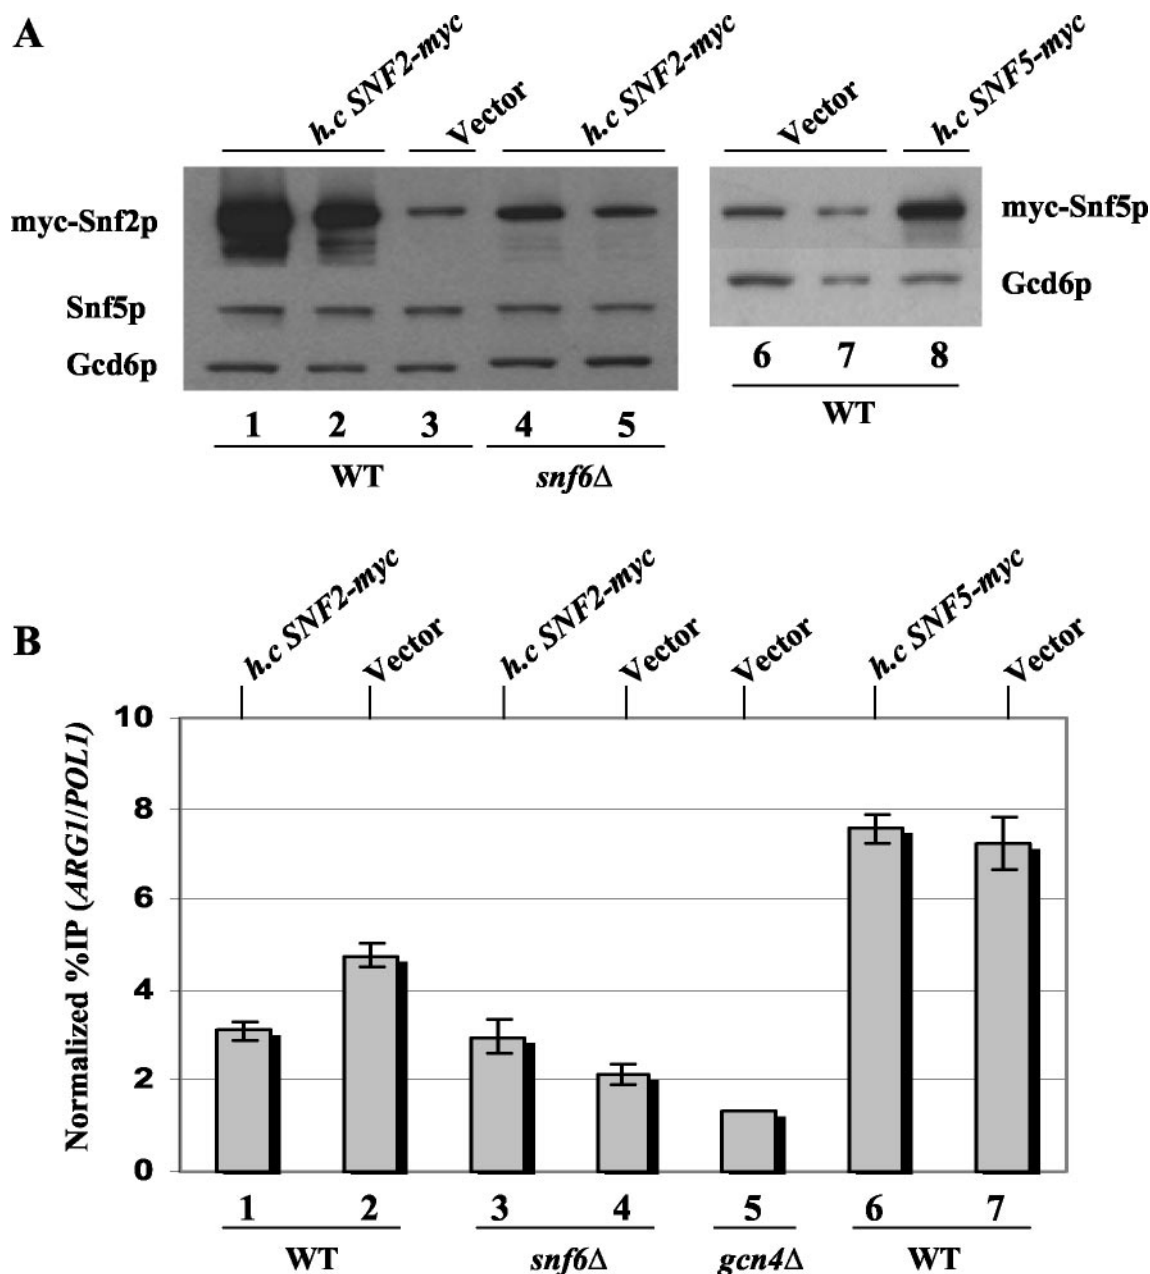 A
h.c SNF2-myc
Vector
h.c SNF2-myc
Vector
h.c SNF5-myc
myc-Snf2p
Snf5p
Gcd6p
myc-Snf5p
Gcd6p
1 2 3 4 5
6 7 8
WT
snf6Δ
WT
B
h.c SNF2-myc
Vector
h.c SNF2-myc
Vector
Vector
h.c SNF5-myc
Vector
Normalized %IP (ARG1/POL1)
10
8
6
4
2
0
1 2 3 4 5 6 7
WT
snf6Δ
gcn4Δ
WT